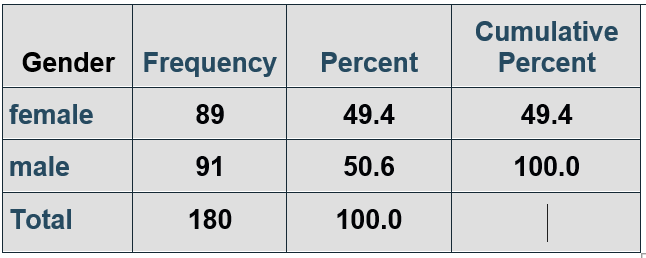 Gender Frequency Percent Cumulative Percent
female 89 49.4 49.4
male 91 50.6 100.0
Total 180 100.0